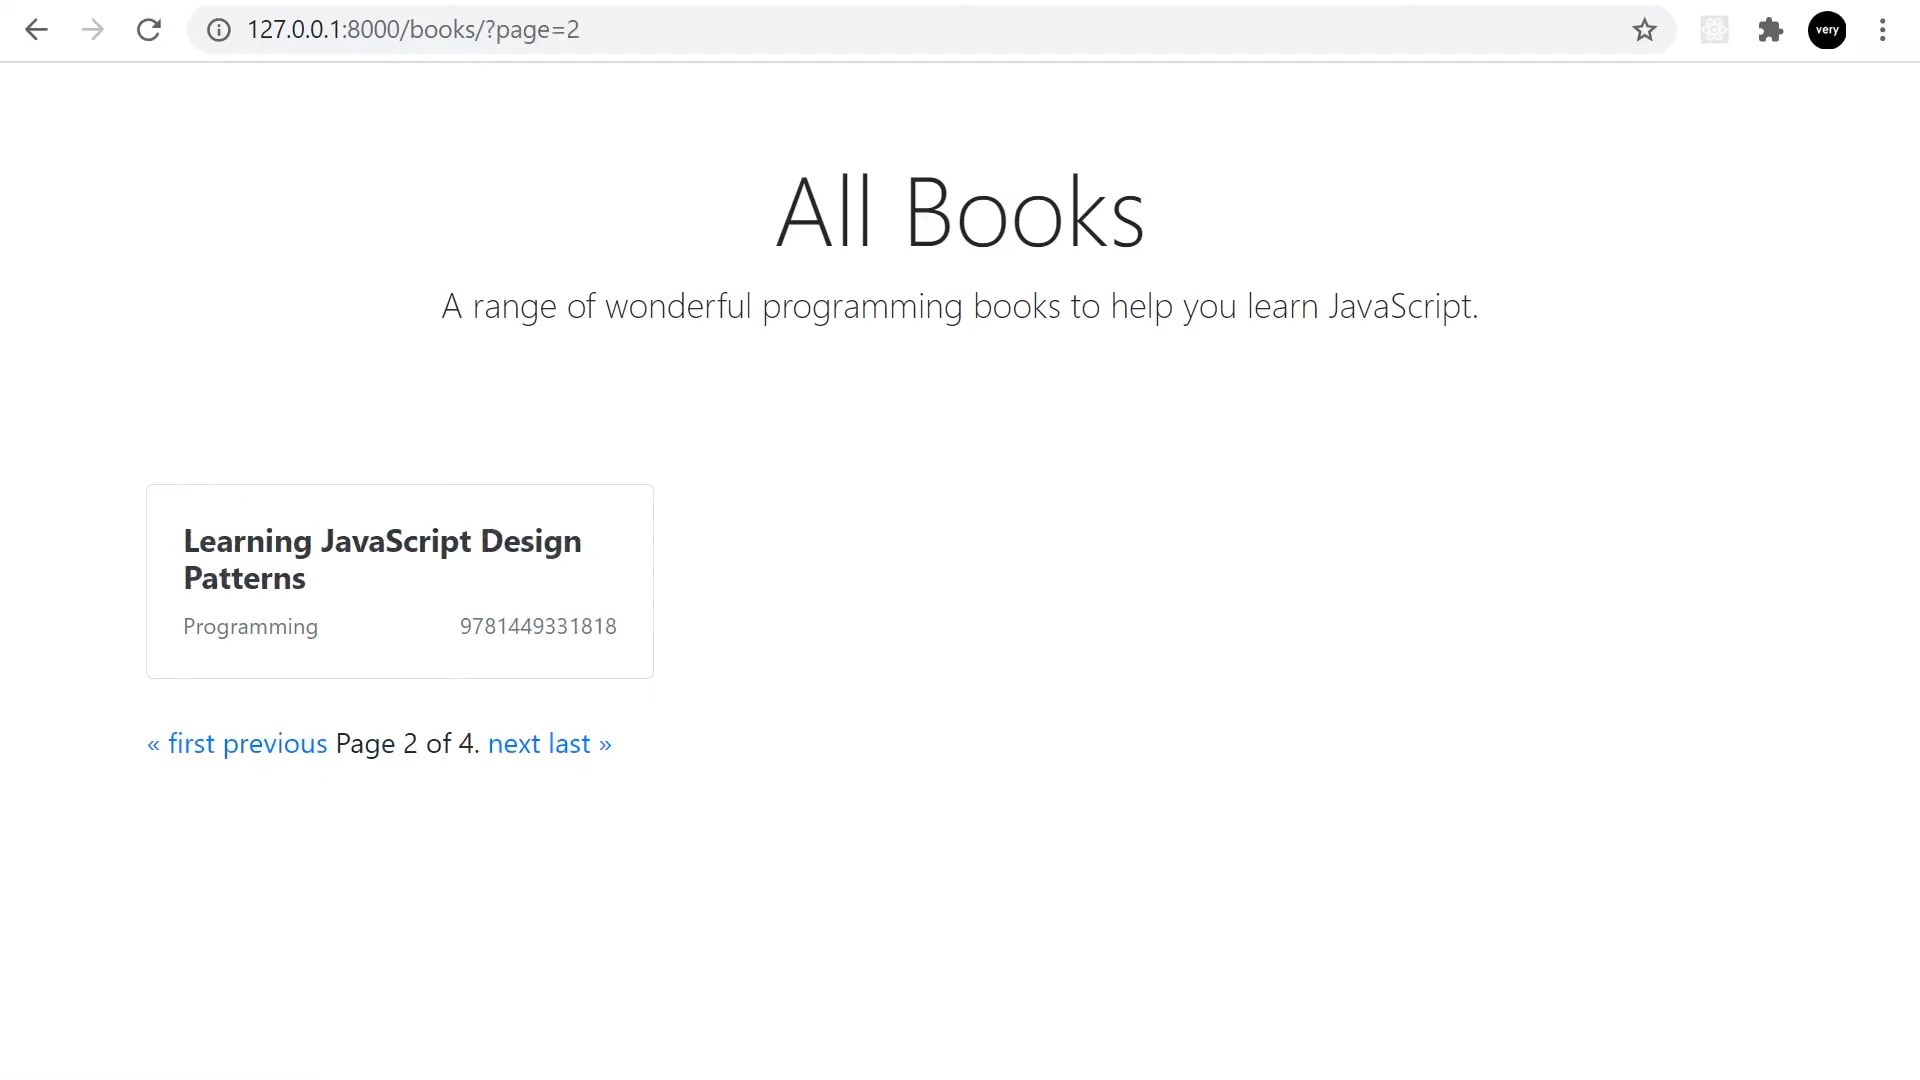 127.0.0.1:8000/books/?page=2
very
All Books
A range of wonderful programming books to help you learn JavaScript.
Learning JavaScript Design
Patterns
Programming 9781449331818
« first previous Page 2 of 4. next last »